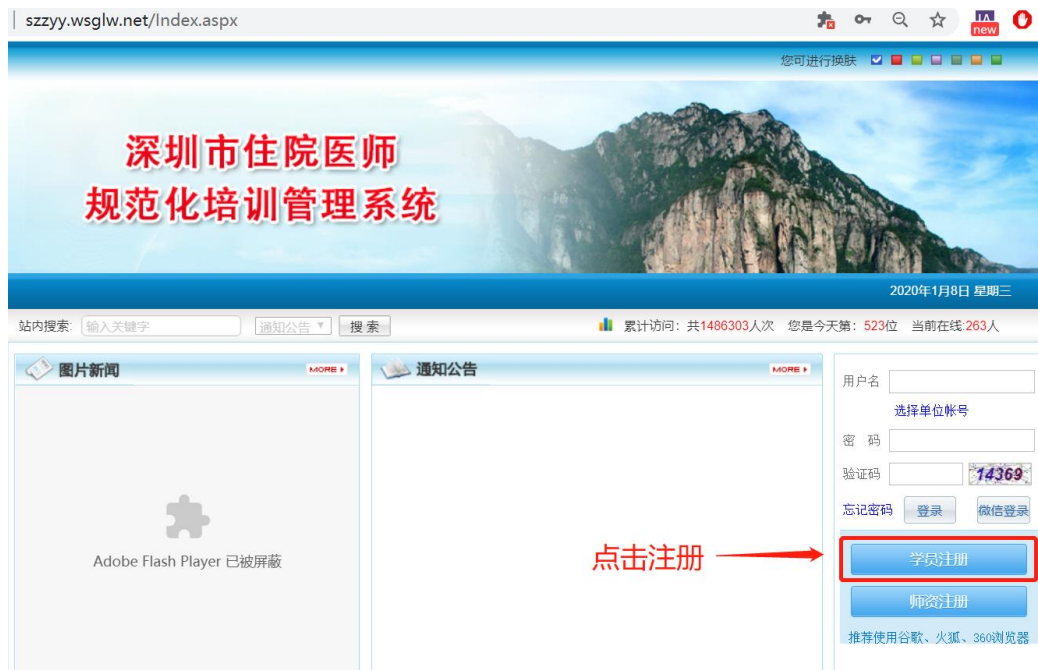 szzyy.wsglw.net/Index.aspx
new
您可进行换肤
深圳市住院医师
规范化培训管理系统
2020年1月8日 星期三
站内搜索: 输入关键字 通知公告 搜 索 累计访问：共1486303人次 您是今天第：523位 当前在线:263人
图片新闻 MORE
通知公告 MORE
用户名
选择单位帐号
密 码
验证码 14369
忘记密码 登录 微信登录
Adobe Flash Player 已被屏蔽
点击注册
学员注册
师资注册
推荐使用谷歌、火狐、360浏览器